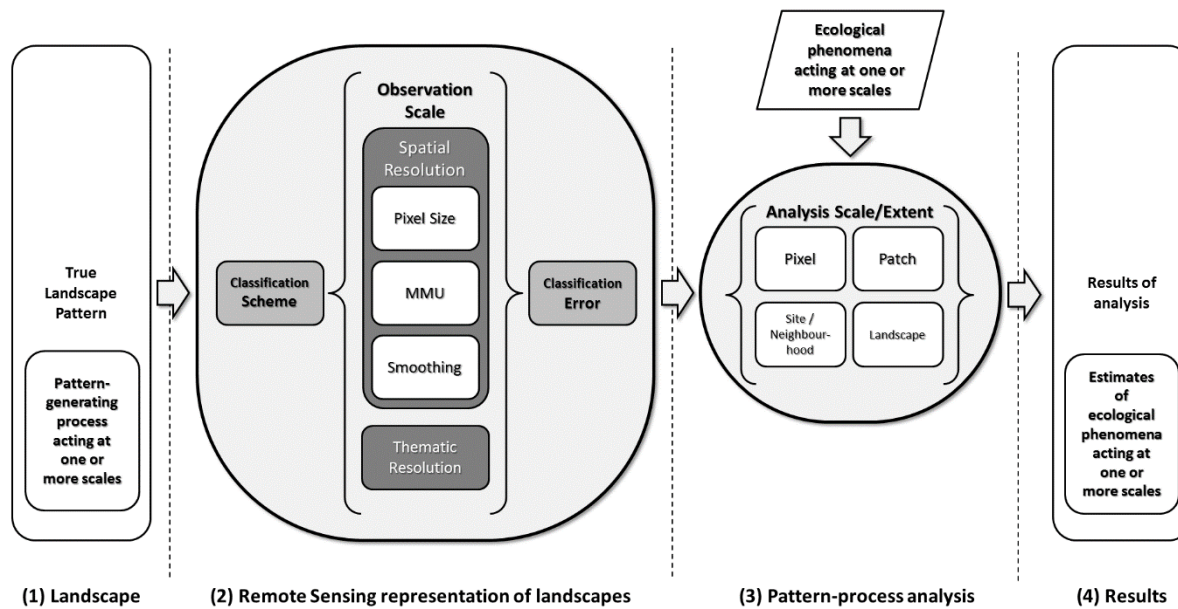 True
Landscape
Pattern
Pattern-
generating
process
acting at
one or
more scales
(1) Landscape
Classification
Scheme
Observation
Scale
Spatial
Resolution
Pixel Size
MMU
Smoothing
Thematic
Resolution
Classification
Error
(2) Remote Sensing representation of landscapes
Ecological
phenomena
acting at one or
more scales
Analysis Scale/Extent
Pixel
Patch
Site /
Neighbour-
hood
Landscape
(3) Pattern-process analysis
Results of
analysis
Estimates
of
ecological
phenomena
acting at
one or
more scales
(4) Results